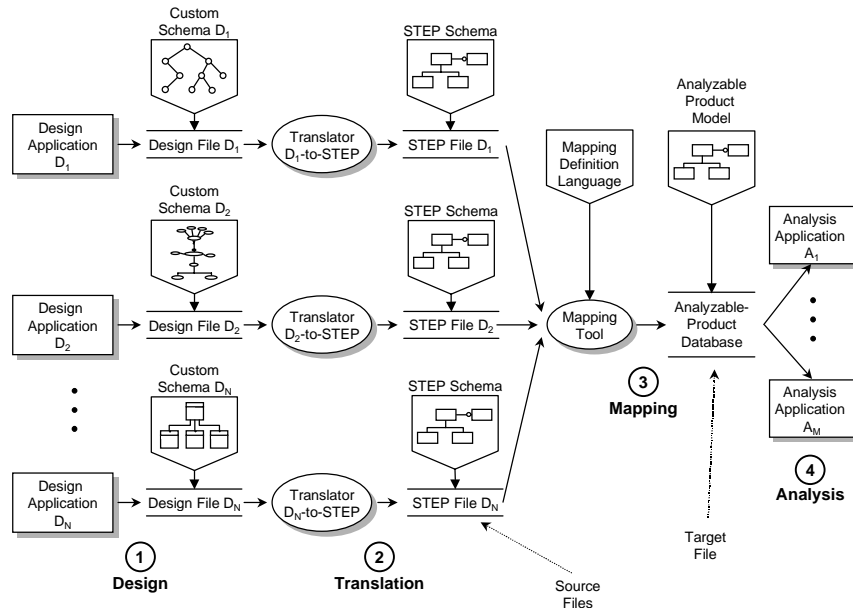 Custom
Schema D1
STEP Schema
Design
Application
D1
Design File D1
Translator
D1-to-STEP
STEP File D1
Mapping
Definition
Language
Analyzable
Product
Model
Custom
Schema D2
STEP Schema
Analysis
Application
A1
Design
Application
D2
Design File D2
Translator
D2-to-STEP
STEP File D2
Mapping
Tool
Analyzable-
Product
Database
3
Mapping
Custom
Schema DN
STEP Schema
Analysis
Application
AM
Design
Application
DN
Design File DN
Translator
DN-to-STEP
STEP File DN
4
Analysis
1
Design
2
Translation
Source
Files
Target
File